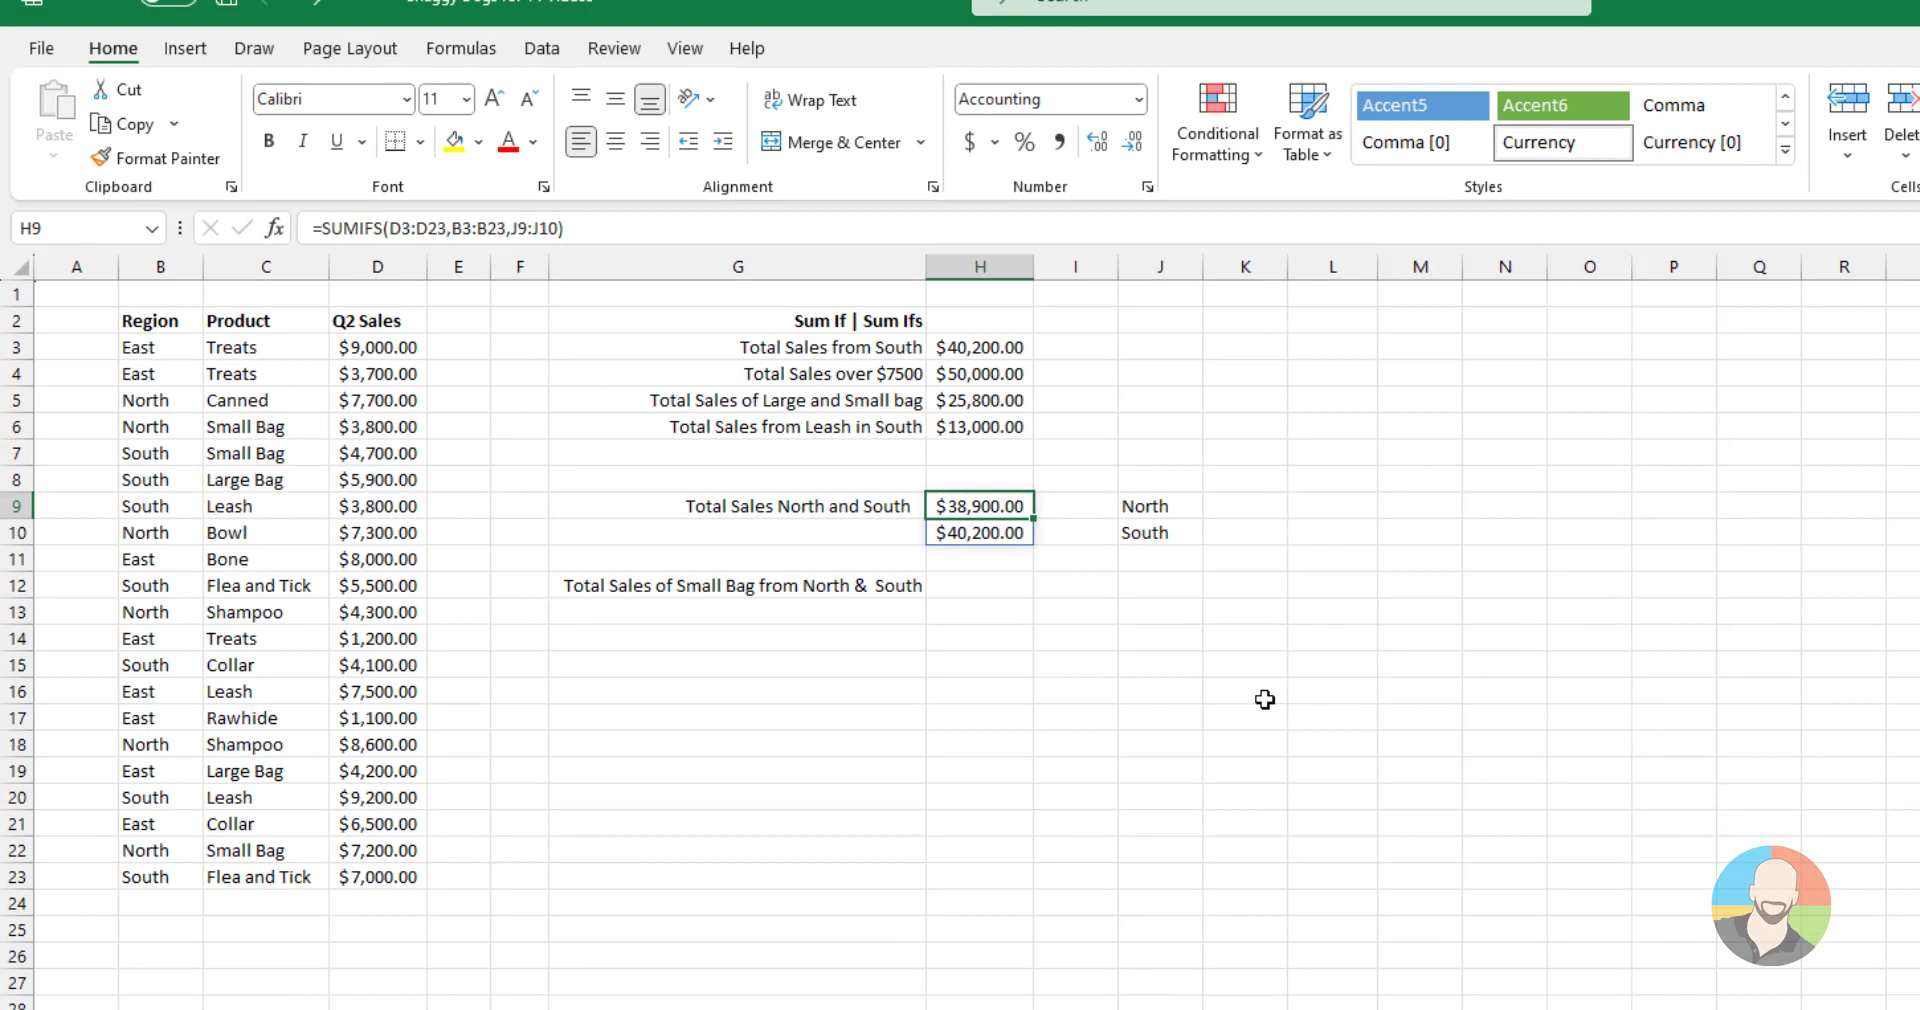 File Home Insert Draw Page Layout Formulas Data Review View Help
Cut
Copy
Paste
Format Painter
Clipboard
Calibri 11
B I U
Font
Wrap Text
Merge & Center
Alignment
Accounting
$ %
Number
Conditional
Formatting
Format as
Table
Accent5 Accent6 Comma
Comma [0] Currency Currency [0]
Styles
Insert
H9 fx =SUMIFS(D3:D23,B3:B23,J9:J10)
A B C D E F G H I J K L M N O P Q R
1
2 Region Product Q2 Sales Sum If | Sum Ifs
3 East Treats $9,000.00 Total Sales from South $40,200.00
4 East Treats $3,700.00 Total Sales over $7500 $50,000.00
5 North Canned $7,700.00 Total Sales of Large and Small bag $25,800.00
6 North Small Bag $3,800.00 Total Sales from Leash in South $13,000.00
7 South Small Bag $4,700.00
8 South Large Bag $5,900.00
9 South Leash $3,800.00 Total Sales North and South $38,900.00 North
10 North Bowl $7,300.00 $40,200.00 South
11 East Bone $8,000.00
12 South Flea and Tick $5,500.00 Total Sales of Small Bag from North & South
13 North Shampoo $4,300.00
14 East Treats $1,200.00
15 South Collar $4,100.00
16 East Leash $7,500.00
17 East Rawhide $1,100.00
18 North Shampoo $8,600.00
19 East Large Bag $4,200.00
20 South Leash $9,200.00
21 East Collar $6,500.00
22 North Small Bag $7,200.00
23 South Flea and Tick $7,000.00
24
25
26
27